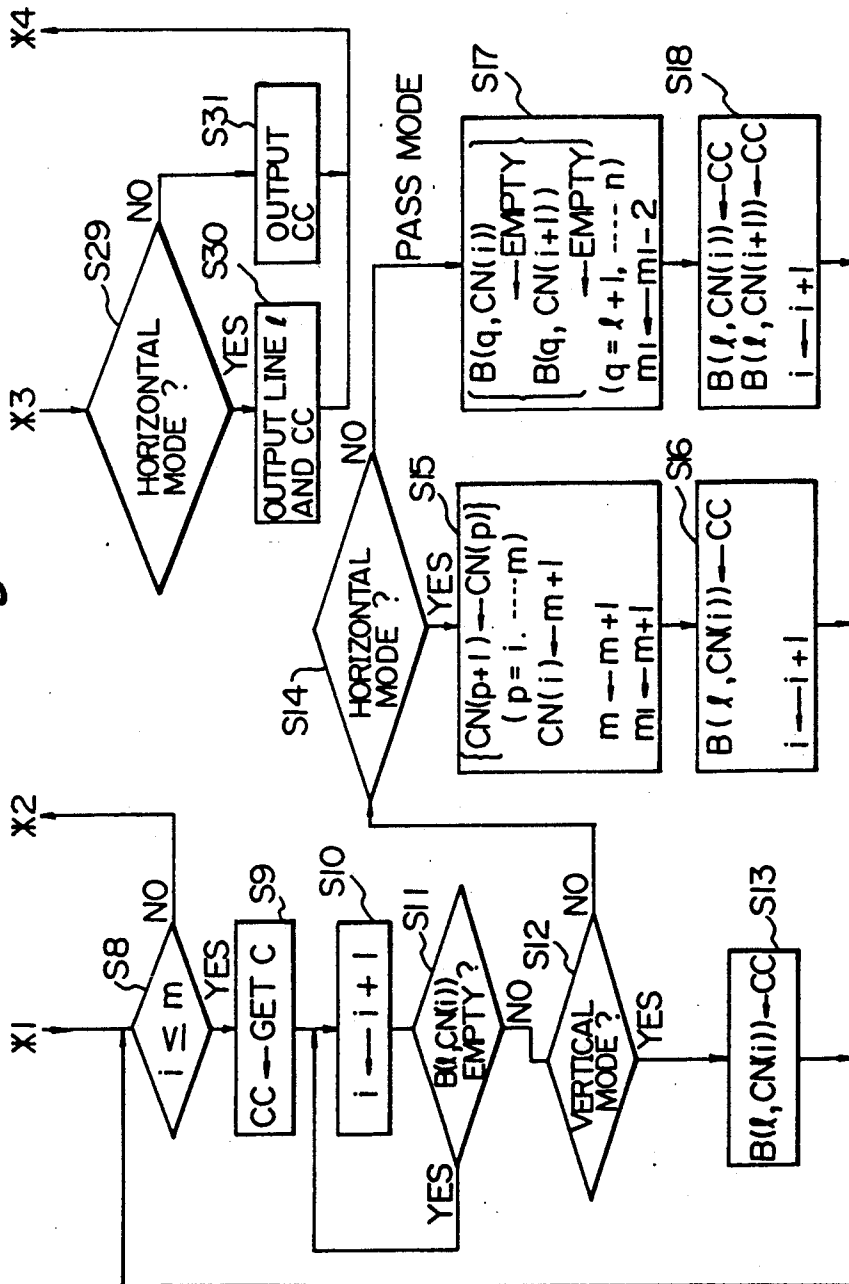 X1
X2
X3
X4
S8
i ≤ m
NO
YES
S9
CC ← GET C
S10
i ← i + 1
S11
B(ℓ,CN(i))
EMPTY ?
YES
NO
S12
VERTICAL
MODE ?
NO
YES
S13
B(ℓ,CN(i))←CC
S29
HORIZONTAL
MODE ?
NO
YES
S30
OUTPUT LINE ℓ
AND CC
S31
OUTPUT
CC
S14
HORIZONTAL
MODE ?
NO
PASS MODE
YES
S15
{CN(p+1)←CN(p)}
(p = i. ----- m)
CN(i)←m+1
m ← m+1
m1 ← m+1
S16
B(ℓ,CN(i))←CC
i ← i+1
S17
{B(q,CN(i))
←EMPTY}
{B(q, CN(i+1))
←EMPTY}
(q = ℓ+1, ----- n)
m1 ← m1-2
S18
B(ℓ,CN(i))←CC
B(ℓ,CN(i+1))←CC
i ← i+1